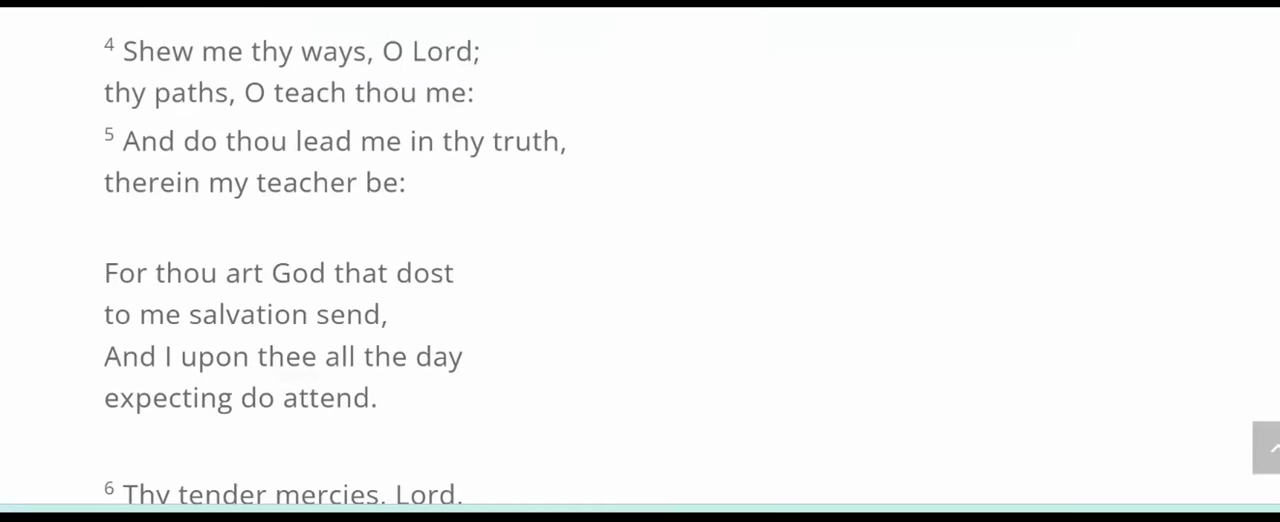 4 Shew me thy ways, O Lord;
thy paths, O teach thou me:
5 And do thou lead me in thy truth,
therein my teacher be:
For thou art God that dost
to me salvation send,
And I upon thee all the day
expecting do attend.
6 Thy tender mercies, Lord,